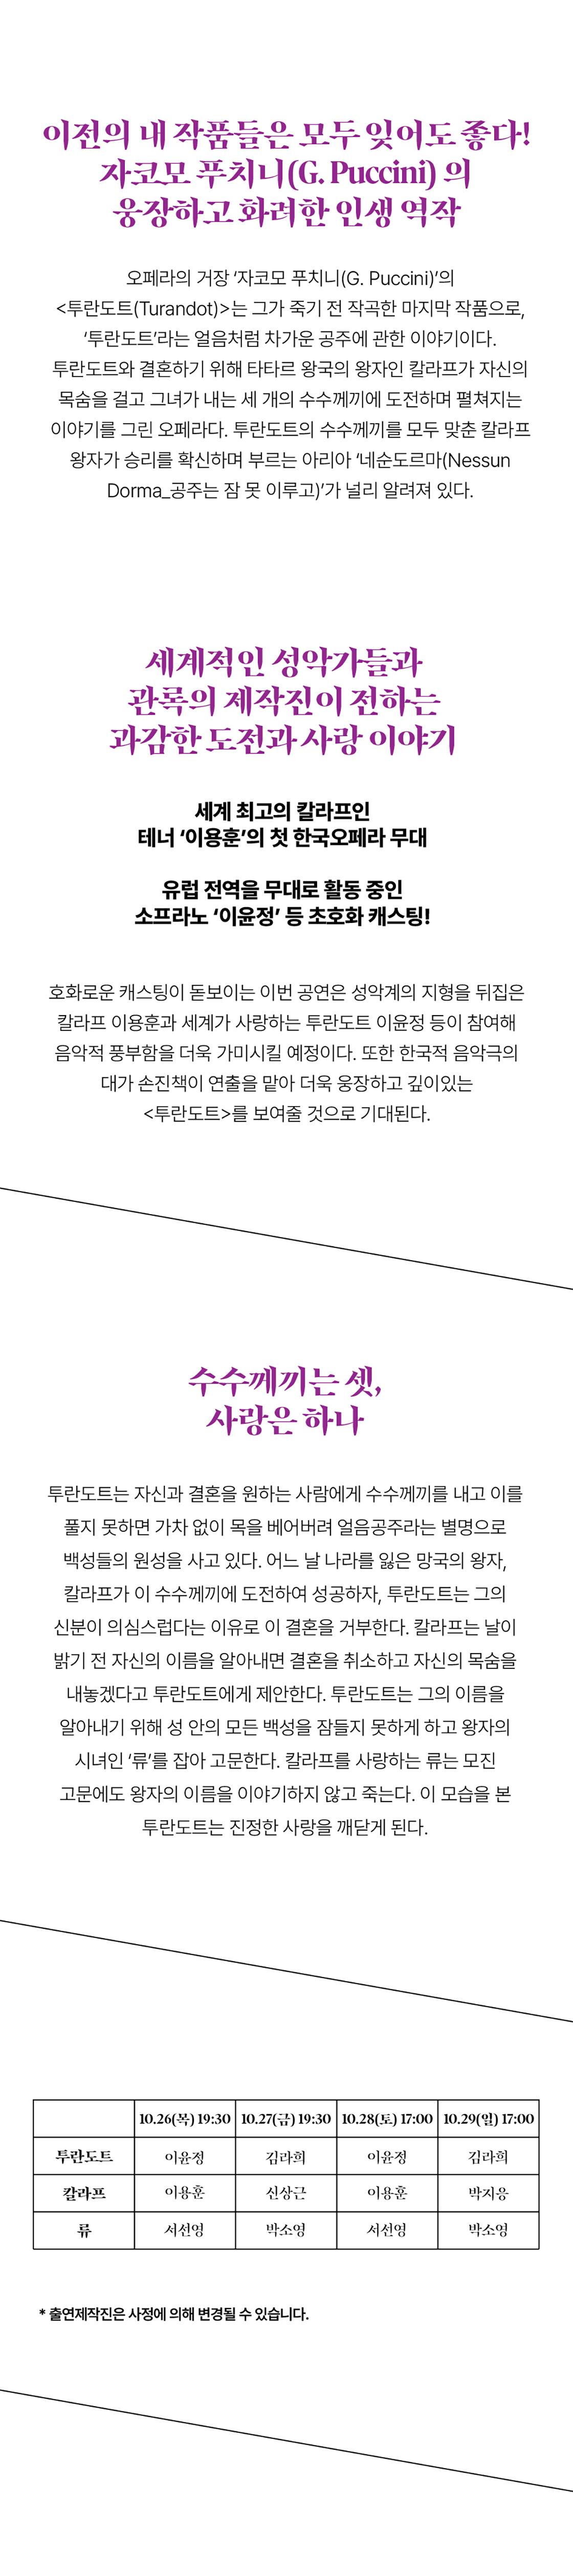 이전의 내 작품들은 모두 잊어도 좋다!
자코모 푸치니(G. Puccini) 의
웅장하고 화려한 인생 역작
오페라의 거장 ‘자코모 푸치니(G. Puccini)’의
<투란도트(Turandot)>는 그가 죽기 전 작곡한 마지막 작품으로,
‘투란도트’라는 얼음처럼 차가운 공주에 관한 이야기이다.
투란도트와 결혼하기 위해 타타르 왕국의 왕자인 칼라프가 자신의
목숨을 걸고 그녀가 내는 세 개의 수수께끼에 도전하며 펼쳐지는
이야기를 그린 오페라다. 투란도트의 수수께끼를 모두 맞춘 칼라프
왕자가 승리를 확신하며 부르는 아리아 ‘네순도르마(Nessun
Dorma_공주는 잠 못 이루고)’가 널리 알려져 있다.
세계적인 성악가들과
관록의 제작진이 전하는
과감한 도전과 사랑 이야기
세계 최고의 칼라프인
테너 ‘이용훈’의 첫 한국오페라 무대
유럽 전역을 무대로 활동 중인
소프라노 ‘이윤정’ 등 초호화 캐스팅!
호화로운 캐스팅이 돋보이는 이번 공연은 성악계의 지형을 뒤집은
칼라프 이용훈과 세계가 사랑하는 투란도트 이윤정 등이 참여해
음악적 풍부함을 더욱 가미시킬 예정이다. 또한 한국적 음악극의
대가 손진책이 연출을 맡아 더욱 웅장하고 깊이있는
<투란도트>를 보여줄 것으로 기대된다.
수수께끼는 셋,
사랑은 하나
투란도트는 자신과 결혼을 원하는 사람에게 수수께끼를 내고 이를
풀지 못하면 가차 없이 목을 베어버려 얼음공주라는 별명으로
백성들의 원성을 사고 있다. 어느 날 나라를 잃은 망국의 왕자,
칼라프가 이 수수께끼에 도전하여 성공하자, 투란도트는 그의
신분이 의심스럽다는 이유로 이 결혼을 거부한다. 칼라프는 날이
밝기 전 자신의 이름을 알아내면 결혼을 취소하고 자신의 목숨을
내놓겠다고 투란도트에게 제안한다. 투란도트는 그의 이름을
알아내기 위해 성 안의 모든 백성을 잠들지 못하게 하고 왕자의
시녀인 ‘류’를 잡아 고문한다. 칼라프를 사랑하는 류는 모진
고문에도 왕자의 이름을 이야기하지 않고 죽는다. 이 모습을 본
투란도트는 진정한 사랑을 깨닫게 된다.
10.26(목) 19:30 10.27(금) 19:30 10.28(토) 17:00 10.29(일) 17:00
투란도트 이윤정 김라희 이윤정 김라희
칼라프 이용훈 신상근 이용훈 박지응
류 서선영 박소영 서선영 박소영
* 출연제작진은 사정에 의해 변경될 수 있습니다.